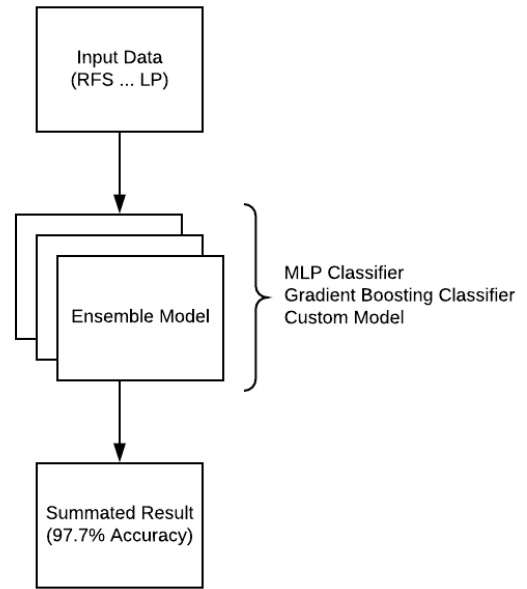 Input Data
(RFS ... LP)
Ensemble Model
MLP Classifier
Gradient Boosting Classifier
Custom Model
Summated Result
(97.7% Accuracy)